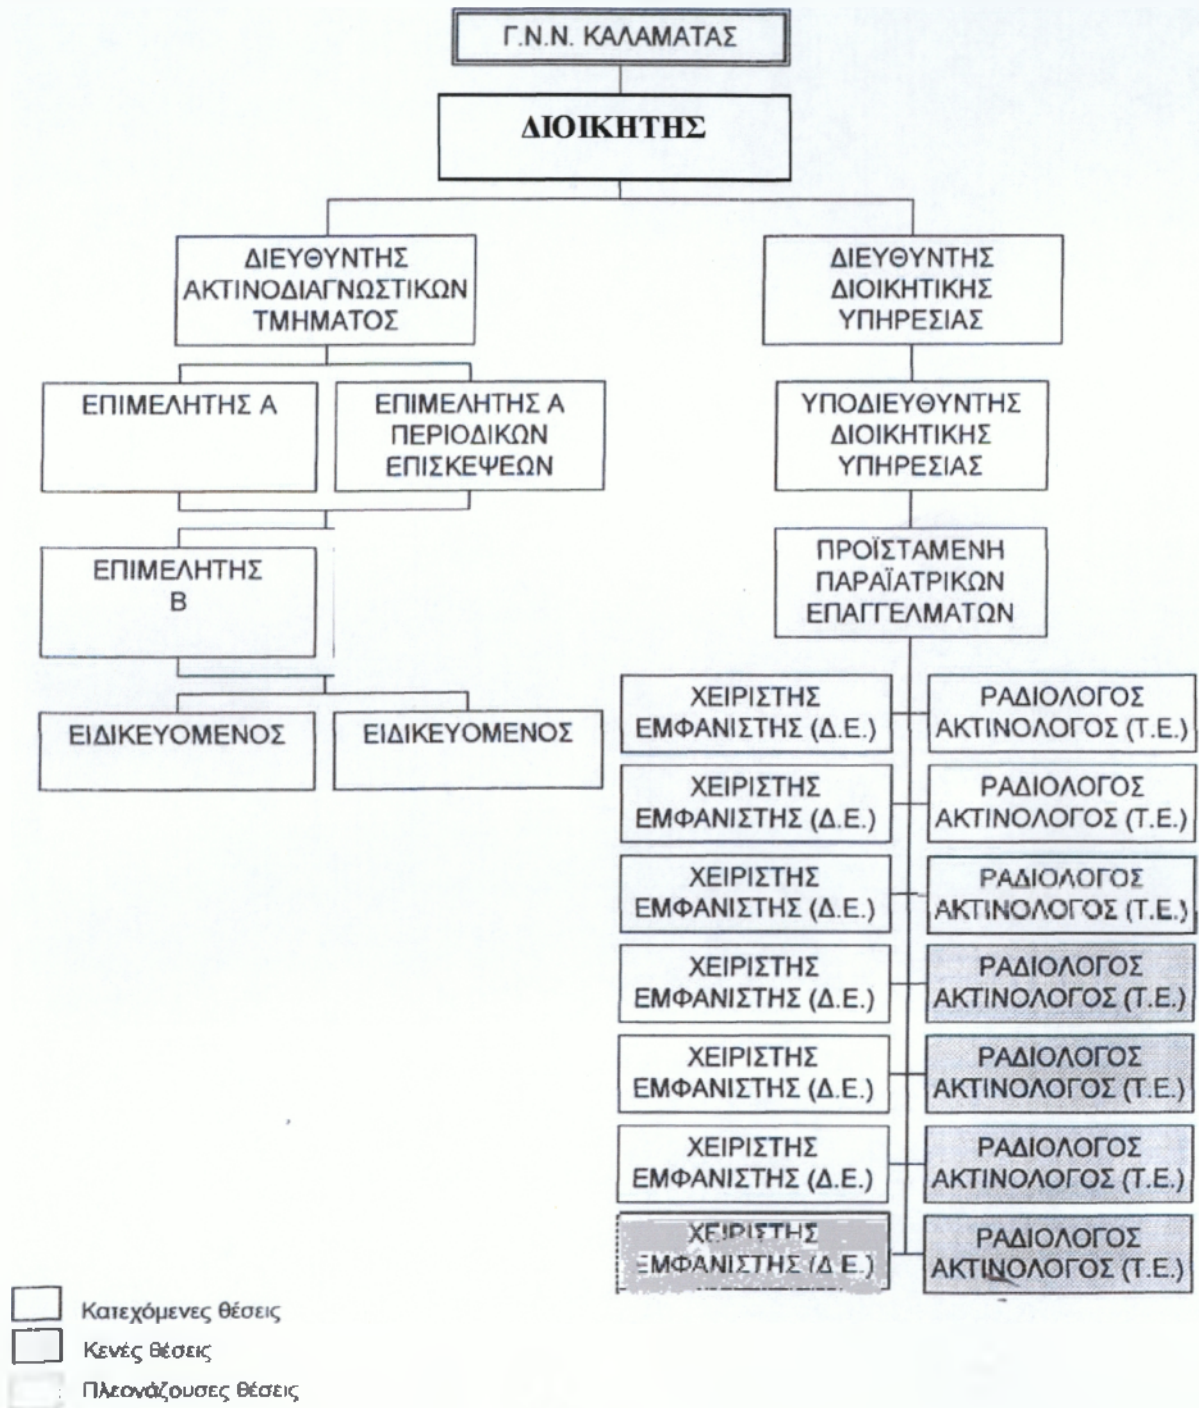 Γ.Ν.Ν. ΚΑΛΑΜΑΤΑΣ
ΔΙΟΙΚΗΤΗΣ
ΔΙΕΥΘΥΝΤΗΣ
ΑΚΤΙΝΟΔΙΑΓΝΩΣΤΙΚΩΝ
ΤΜΗΜΑΤΟΣ
ΔΙΕΥΘΥΝΤΗΣ
ΔΙΟΙΚΗΤΙΚΗΣ
ΥΠΗΡΕΣΙΑΣ
ΕΠΙΜΕΛΗΤΗΣ Α
ΕΠΙΜΕΛΗΤΗΣ Α
ΠΕΡΙΟΔΙΚΩΝ
ΕΠΙΣΚΕΨΕΩΝ
ΥΠΟΔΙΕΥΘΥΝΤΗΣ
ΔΙΟΙΚΗΤΙΚΗΣ
ΥΠΗΡΕΣΙΑΣ
ΕΠΙΜΕΛΗΤΗΣ
Β
ΠΡΟΪΣΤΑΜΕΝΗ
ΠΑΡΑΪΑΤΡΙΚΩΝ
ΕΠΑΓΓΕΛΜΑΤΩΝ
ΕΙΔΙΚΕΥΟΜΕΝΟΣ
ΕΙΔΙΚΕΥΟΜΕΝΟΣ
ΧΕΙΡΙΣΤΗΣ
ΕΜΦΑΝΙΣΤΗΣ (Δ.Ε.)
ΡΑΔΙΟΛΟΓΟΣ
ΑΚΤΙΝΟΛΟΓΟΣ (Τ.Ε.)
ΧΕΙΡΙΣΤΗΣ
ΕΜΦΑΝΙΣΤΗΣ (Δ.Ε.)
ΡΑΔΙΟΛΟΓΟΣ
ΑΚΤΙΝΟΛΟΓΟΣ (Τ.Ε.)
ΧΕΙΡΙΣΤΗΣ
ΕΜΦΑΝΙΣΤΗΣ (Δ.Ε.)
ΡΑΔΙΟΛΟΓΟΣ
ΑΚΤΙΝΟΛΟΓΟΣ (Τ.Ε.)
ΧΕΙΡΙΣΤΗΣ
ΕΜΦΑΝΙΣΤΗΣ (Δ.Ε.)
ΡΑΔΙΟΛΟΓΟΣ
ΑΚΤΙΝΟΛΟΓΟΣ (Τ.Ε.)
ΧΕΙΡΙΣΤΗΣ
ΕΜΦΑΝΙΣΤΗΣ (Δ.Ε.)
ΡΑΔΙΟΛΟΓΟΣ
ΑΚΤΙΝΟΛΟΓΟΣ (Τ.Ε.)
ΧΕΙΡΙΣΤΗΣ
ΕΜΦΑΝΙΣΤΗΣ (Δ.Ε.)
ΡΑΔΙΟΛΟΓΟΣ
ΑΚΤΙΝΟΛΟΓΟΣ (Τ.Ε.)
ΧΕΙΡΙΣΤΗΣ
ΕΜΦΑΝΙΣΤΗΣ (Δ.Ε.)
ΡΑΔΙΟΛΟΓΟΣ
ΑΚΤΙΝΟΛΟΓΟΣ (Τ.Ε.)
Κατεχόμενες θέσεις
Κενές θέσεις
Πλεονάζουσες θέσεις